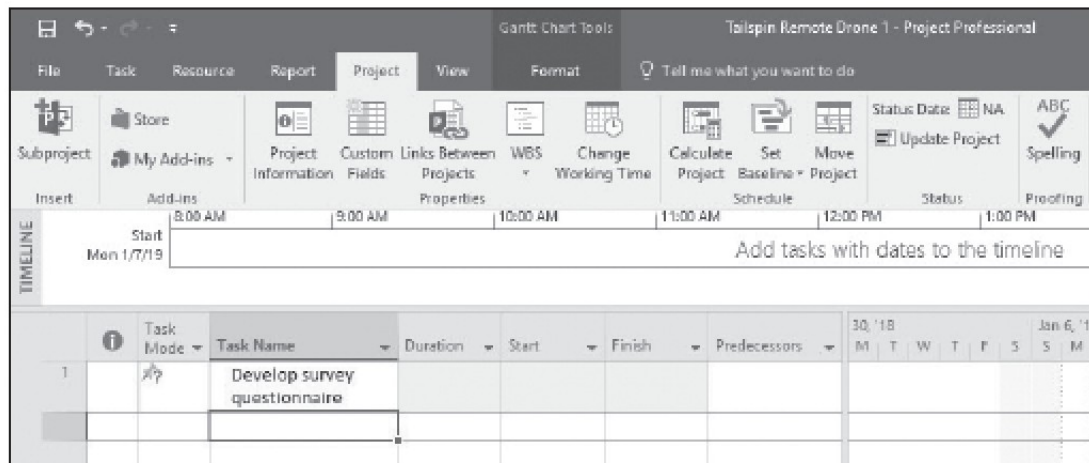 Gantt Chart Tools
Tailspin Remote Drone 1 - Project Professional
File Task Resource Report Project View Format Tell me what you want to do
Subproject
Insert
Store
My Add-ins
Add-ins
Project Information
Custom Fields
Links Between Projects
WBS
Change Working Time
Properties
Calculate Project
Set Baseline
Move Project
Schedule
Status Date: NA
Update Project
Status
ABC
Spelling
Proofing
TIMELINE
8:00 AM 9:00 AM 10:00 AM 11:00 AM 12:00 PM 1:00 PM
Start
Mon 1/7/19
Add tasks with dates to the timeline
Task Mode Task Name Duration Start Finish Predecessors
30, '18 Jan 6, '1
M T W T F S S M
1 Develop survey
questionnaire